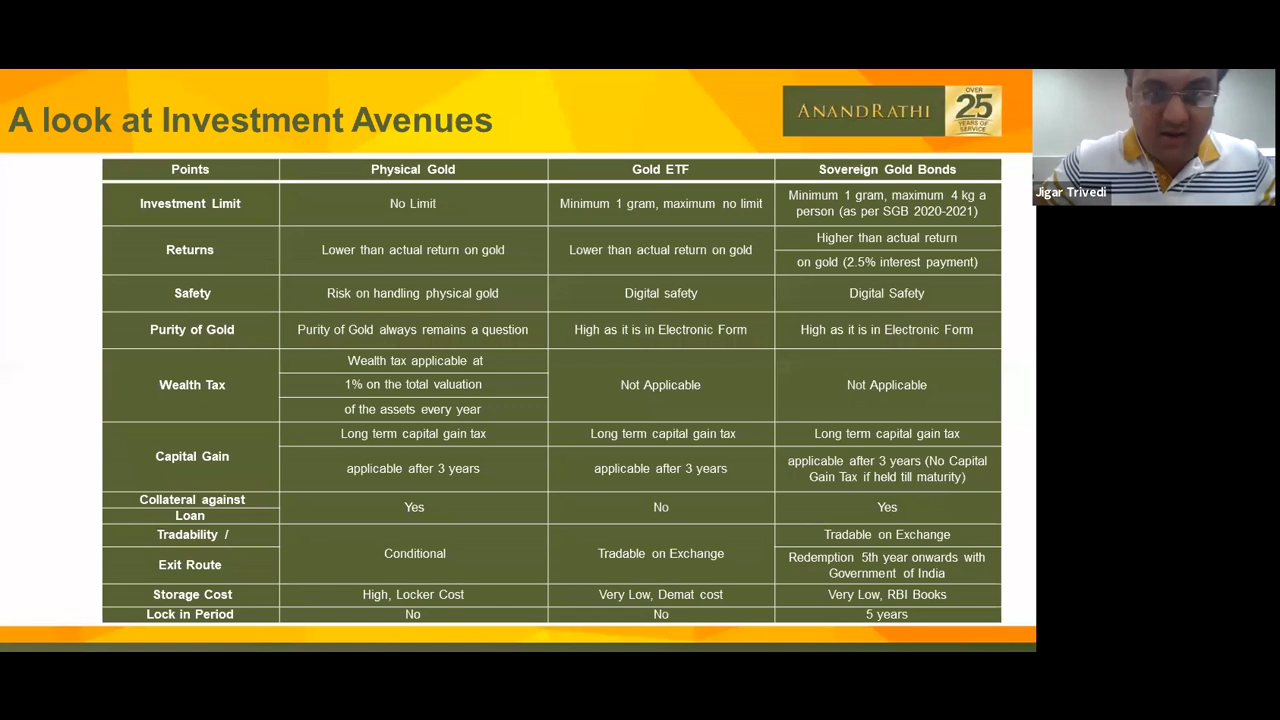 A look at Investment Avenues
ANANDRATHI
OVER
25
YEARS OF
SERVICE
Jigar Trivedi
Points Physical Gold Gold ETF Sovereign Gold Bonds
Investment Limit No Limit Minimum 1 gram, maximum no limit Minimum 1 gram, maximum 4 kg a
person (as per SGB 2020-2021)
Returns Lower than actual return on gold Lower than actual return on gold Higher than actual return
on gold (2.5% interest payment)
Safety Risk on handling physical gold Digital safety Digital Safety
Purity of Gold Purity of Gold always remains a question High as it is in Electronic Form High as it is in Electronic Form
Wealth Tax Wealth tax applicable at
1% on the total valuation
of the assets every year
Not Applicable Not Applicable
Capital Gain Long term capital gain tax
applicable after 3 years
Long term capital gain tax
applicable after 3 years
Long term capital gain tax
applicable after 3 years (No Capital
Gain Tax if held till maturity)
Collateral against
Loan
Yes No Yes
Tradability /
Exit Route
Conditional Tradable on Exchange Tradable on Exchange
Redemption 5th year onwards with
Government of India
Storage Cost High, Locker Cost Very Low, Demat cost Very Low, RBI Books
Lock in Period No No 5 years